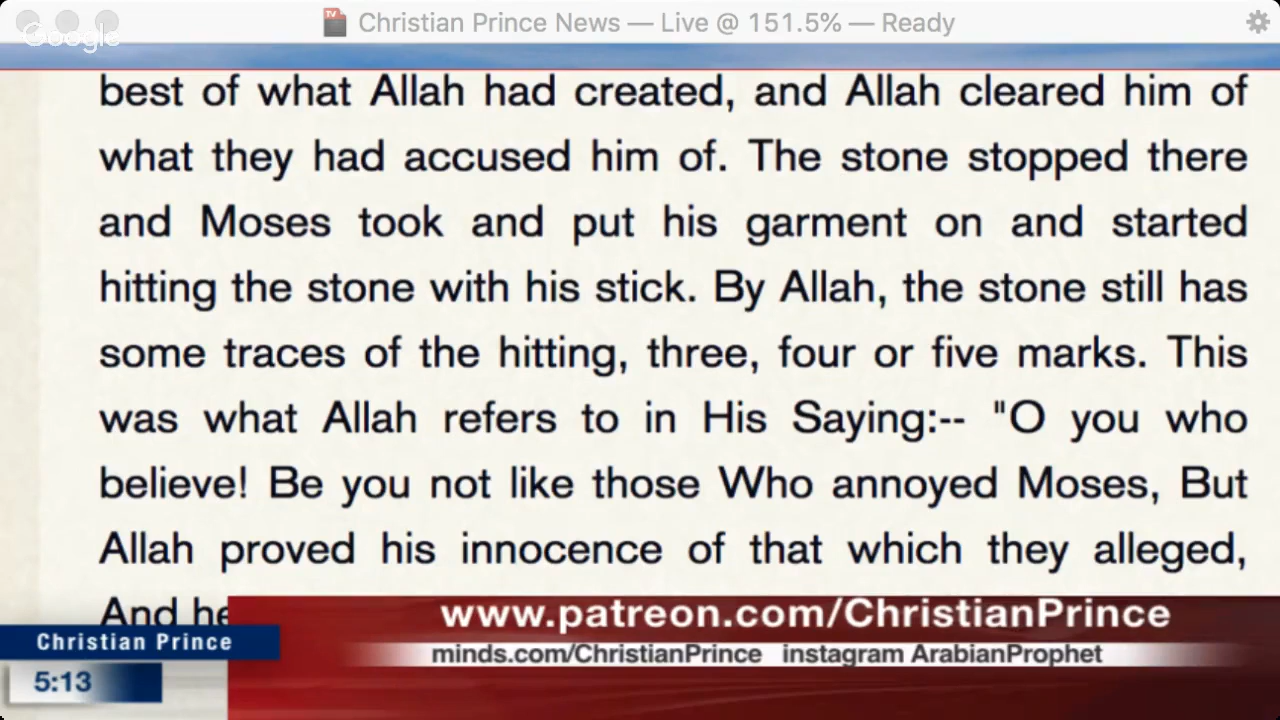 Christian Prince News — Live @ 151.5% — Ready
Google
best of what Allah had created, and Allah cleared him of
what they had accused him of. The stone stopped there
and Moses took and put his garment on and started
hitting the stone with his stick. By Allah, the stone still has
some traces of the hitting, three, four or five marks. This
was what Allah refers to in His Saying:-- "O you who
believe! Be you not like those Who annoyed Moses, But
Allah proved his innocence of that which they alleged,
And he
www.patreon.com/ChristianPrince
Christian Prince
minds.com/ChristianPrince instagram ArabianProphet
5:13